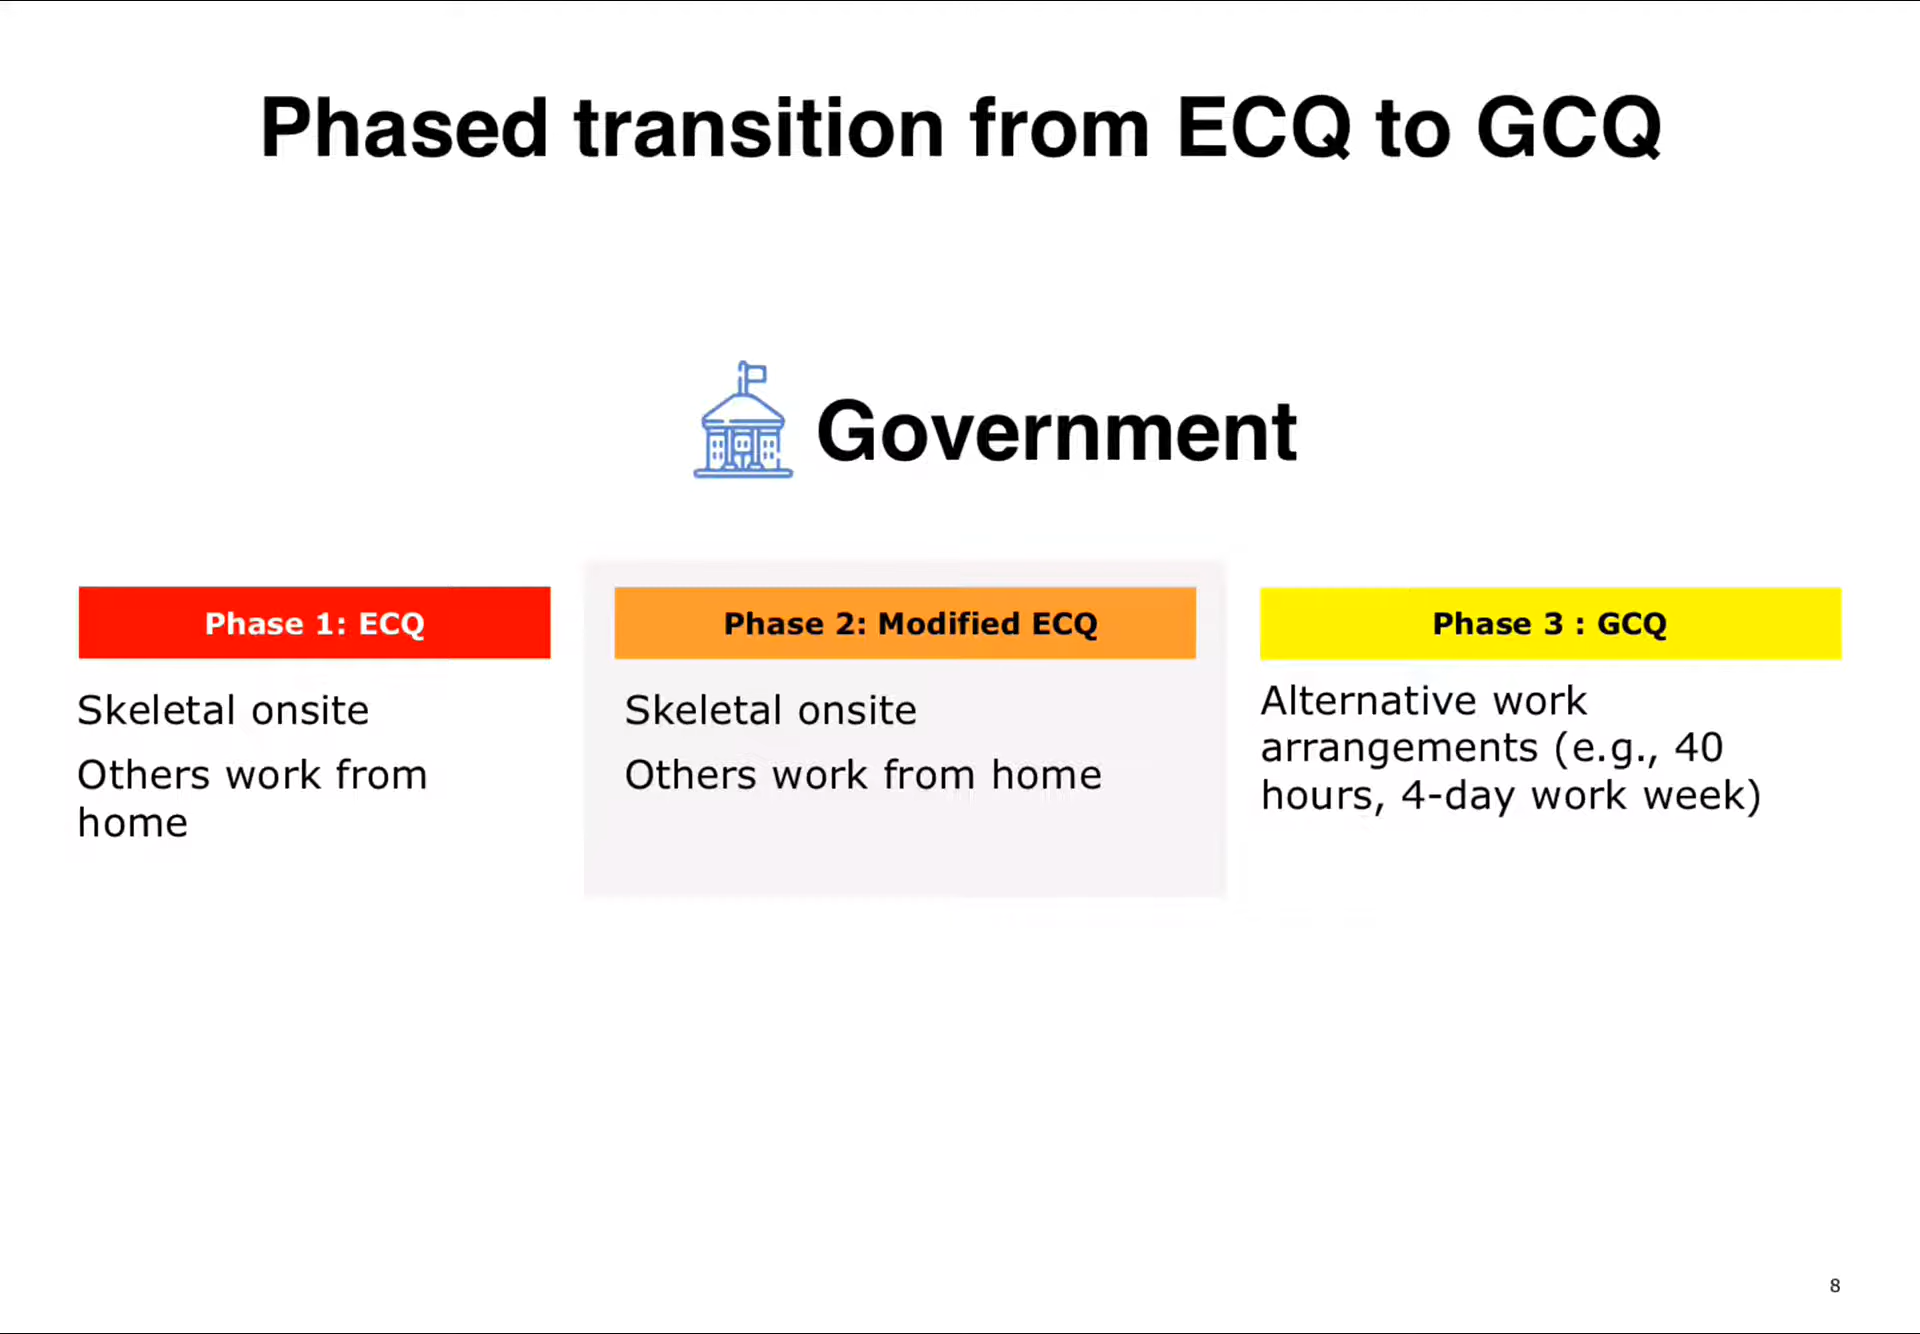 Phased transition from ECQ to GCQ
Government
Phase 1: ECQ
Skeletal onsite
Others work from
home
Phase 2: Modified ECQ
Skeletal onsite
Others work from home
Phase 3 : GCQ
Alternative work
arrangements (e.g., 40
hours, 4-day work week)
8